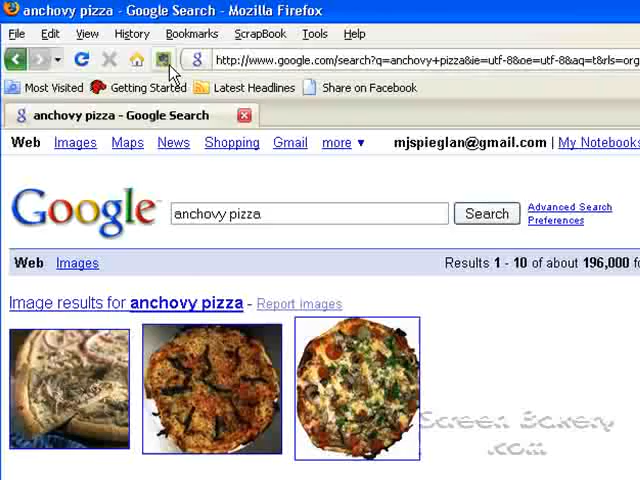 anchovy pizza - Google Search - Mozilla Firefox
File Edit View History Bookmarks ScrapBook Tools Help
g http://www.google.com/search?q=anchovy+pizza&ie=utf-8&oe=utf-8&aq=t&rls=org
Most Visited Getting Started Latest Headlines Share on Facebook
g anchovy pizza - Google Search
Web Images Maps News Shopping Gmail more ▼ mjspieglan@gmail.com | My Notebooks
Google™ anchovy pizza Search Advanced Search
Preferences
Web Images Results 1 - 10 of about 196,000 fo
Image results for anchovy pizza - Report images
Screen Bakery
.com